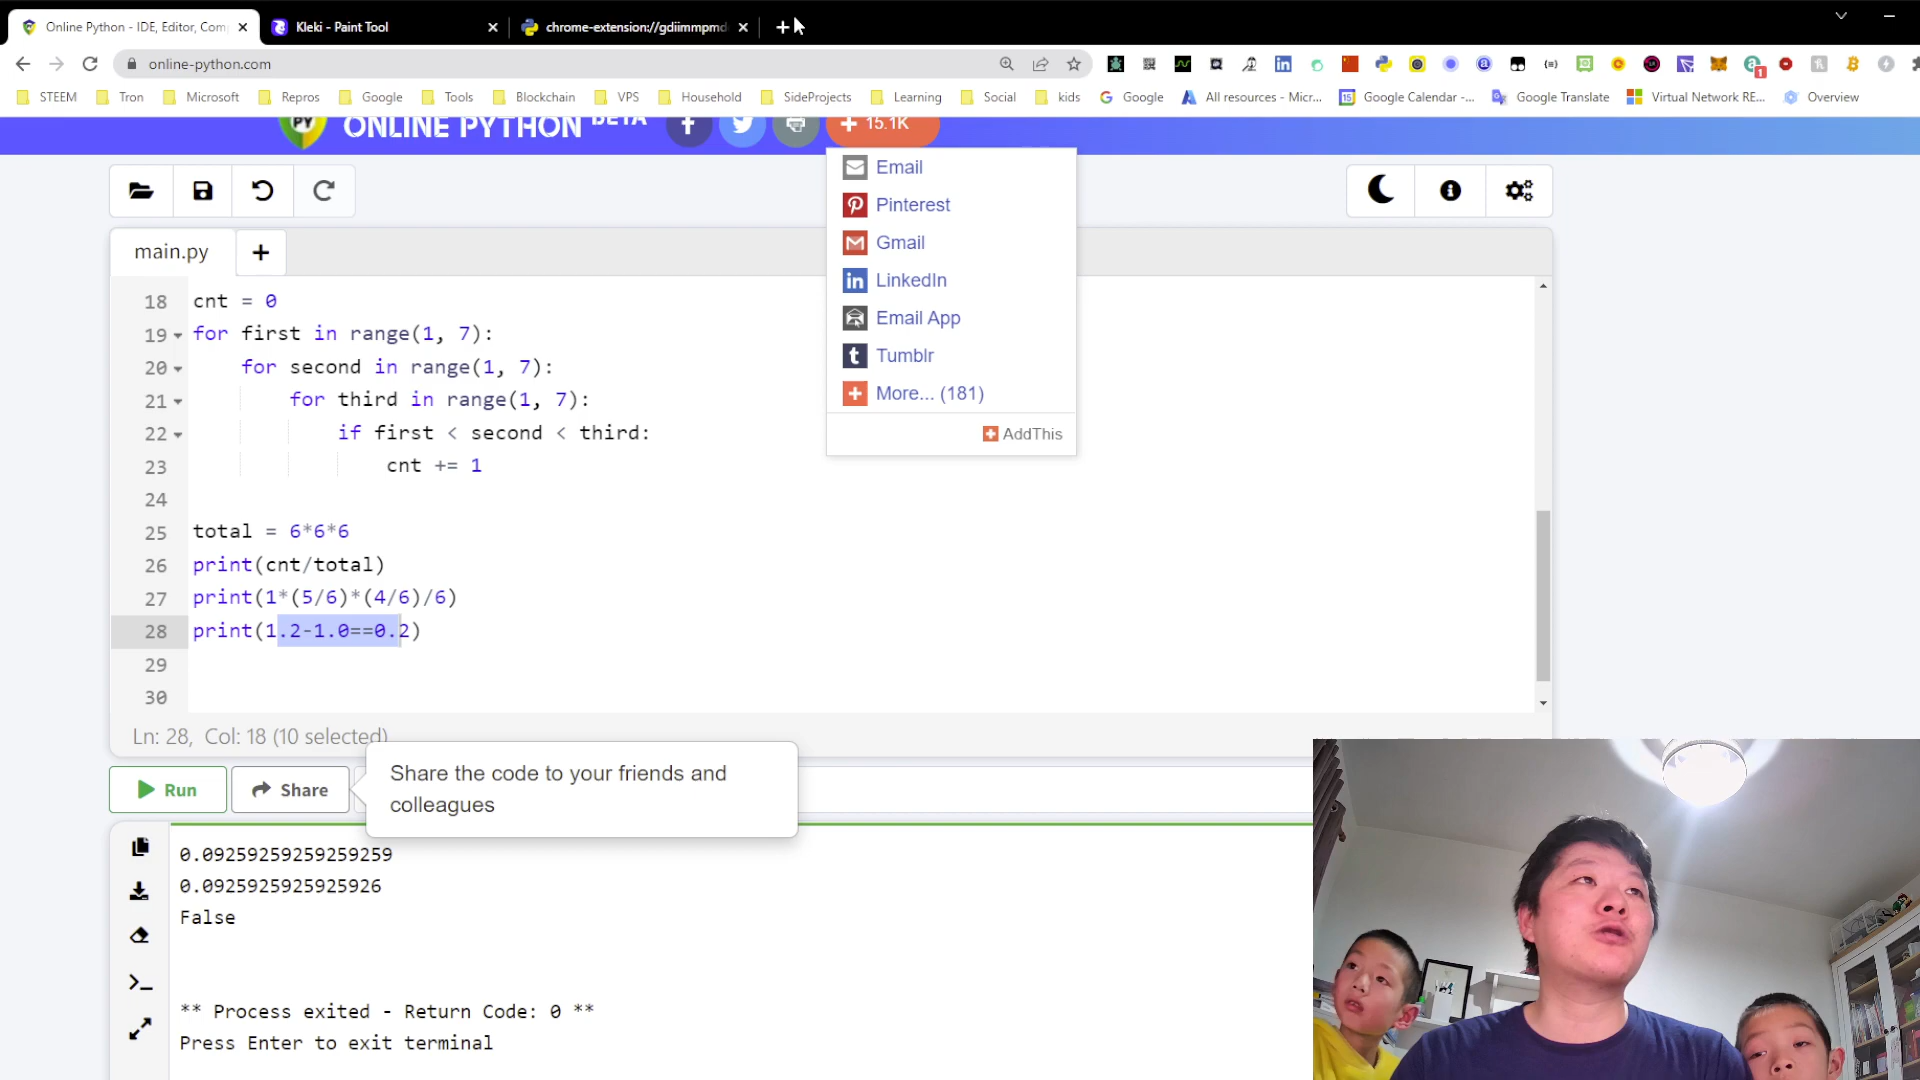 Online Python - IDE, Editor, Com
Kleki - Paint Tool
chrome-extension://gdiimmpmd
online-python.com
STEEM
Tron
Microsoft
Repros
Google
Tools
Blockchain
VPS
Household
SideProjects
Learning
Social
kids
Google
All resources - Micr...
Google Calendar -...
Google Translate
Virtual Network RE...
Overview
PY
ONLINE PYTHON BETA
15.1K
Email
Pinterest
Gmail
LinkedIn
Email App
Tumblr
More... (181)
AddThis
main.py
18 cnt = 0
19 for first in range(1, 7):
20 for second in range(1, 7):
21 for third in range(1, 7):
22 if first < second < third:
23 cnt += 1
24
25 total = 6*6*6
26 print(cnt/total)
27 print(1*(5/6)*(4/6)/6)
28 print(1.2-1.0==0.2)
29
30
Ln: 28, Col: 18 (10 selected)
Run
Share
Share the code to your friends and
colleagues
0.09259259259259259
0.0925925925925926
False
** Process exited - Return Code: 0 **
Press Enter to exit terminal